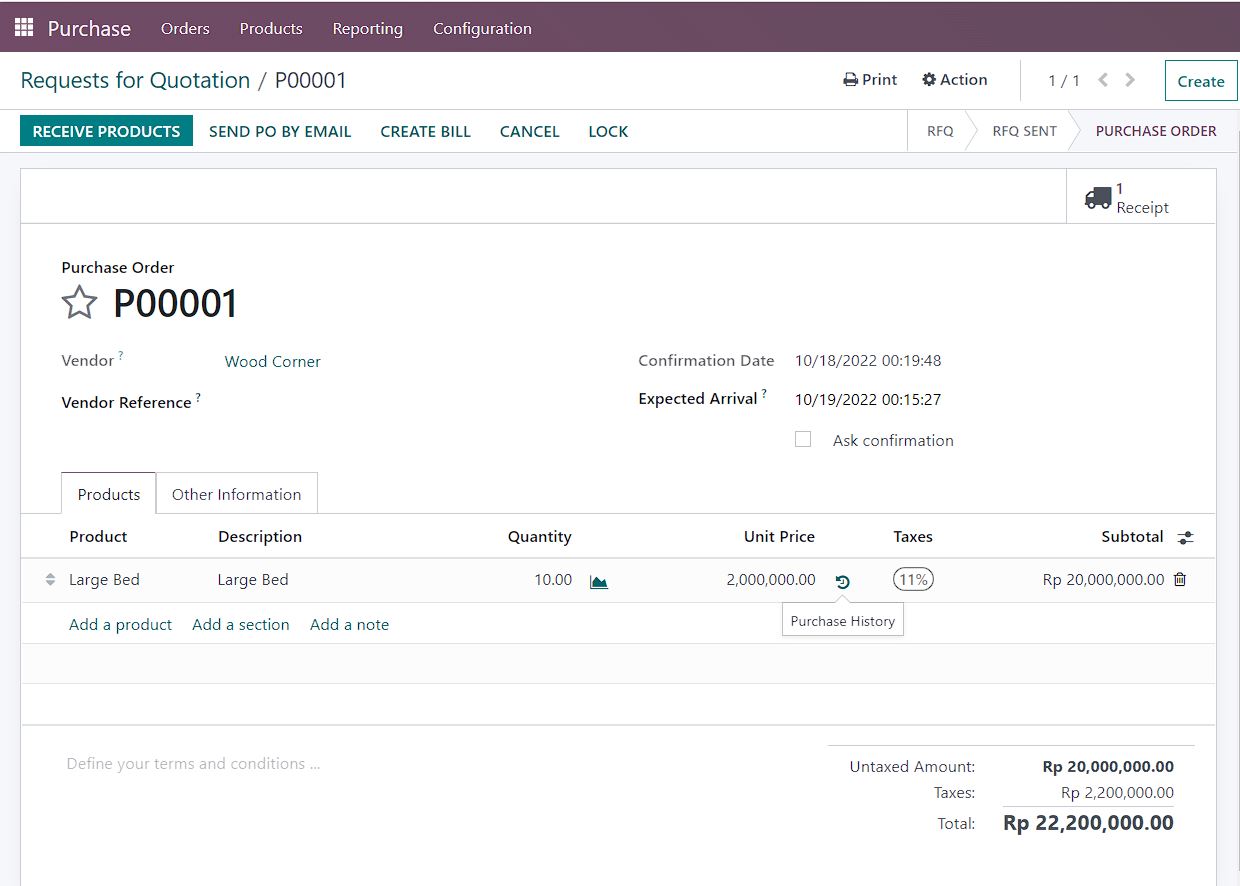 Purchase Orders Products Reporting Configuration
Requests for Quotation / P00001 Print Action 1 / 1 Create
RECEIVE PRODUCTS SEND PO BY EMAIL CREATE BILL CANCEL LOCK RFQ RFQ SENT PURCHASE ORDER
1
Receipt
Purchase Order
P00001
Vendor ? Wood Corner Confirmation Date 10/18/2022 00:19:48
Vendor Reference ? Expected Arrival ? 10/19/2022 00:15:27
Ask confirmation
Products Other Information
Product Description Quantity Unit Price Taxes Subtotal
Large Bed Large Bed 10.00 2,000,000.00 11% Rp 20,000,000.00
Add a product Add a section Add a note Purchase History
Define your terms and conditions ... Untaxed Amount: Rp 20,000,000.00
Taxes: Rp 2,200,000.00
Total: Rp 22,200,000.00